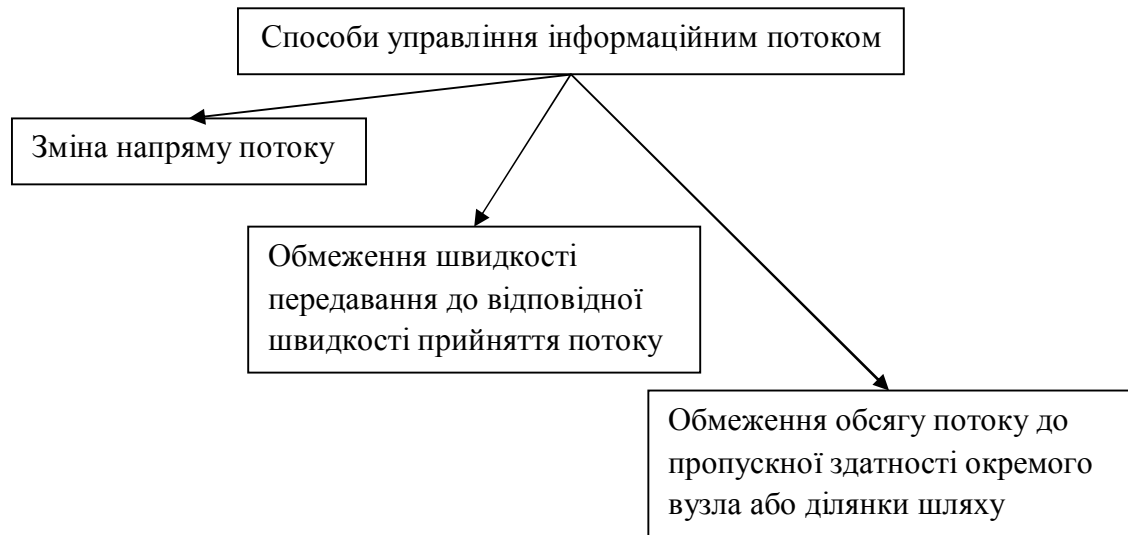 Способи управління інформаційним потоком
Зміна напряму потоку
Обмеження швидкості
передавання до відповідної
швидкості прийняття потоку
Обмеження обсягу потоку до
пропускної здатності окремого
вузла або ділянки шляху